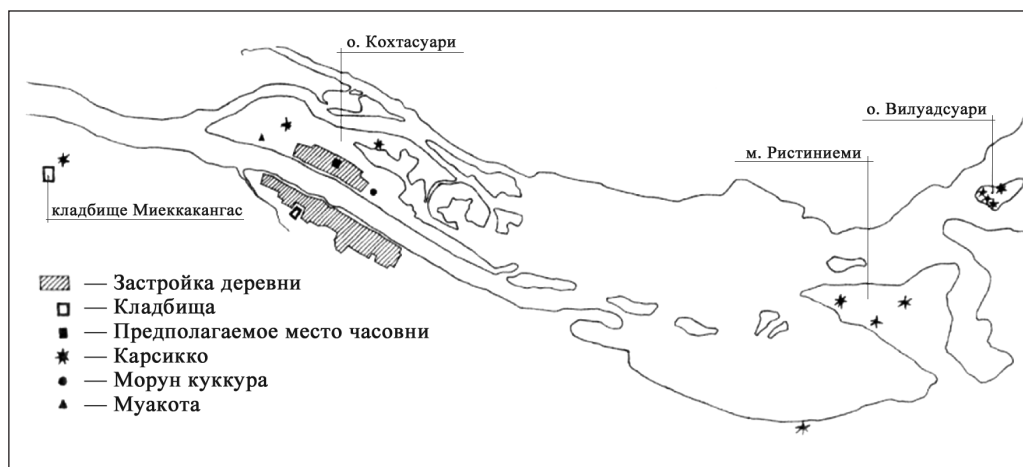 о. Кохтасуари
о. Вилуадсуари
м. Ристиниеми
кладбище Миеккакангас
— Застройка деревни
— Кладбища
— Предполагаемое место часовни
— Карсикко
— Морун куккура
— Муакота